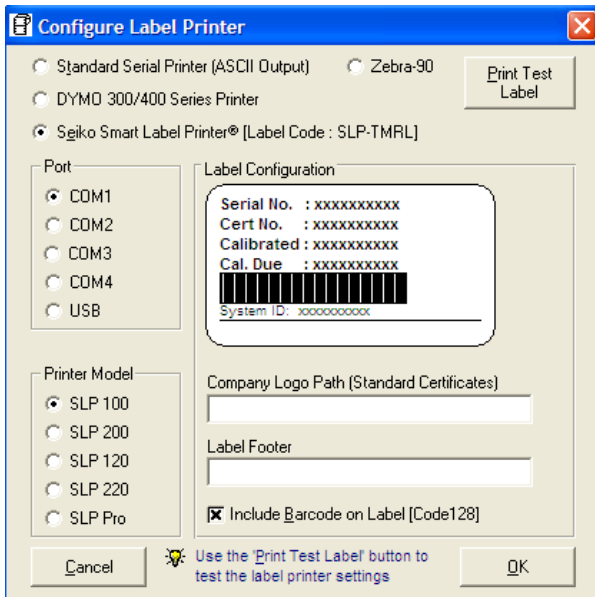 Configure Label Printer
Standard Serial Printer (ASCII Output)
Zebra-90
Print Test
Label
DYMO 300/400 Series Printer
Seiko Smart Label Printer® [Label Code : SLP-TMRL]
Port
COM1
COM2
COM3
COM4
USB
Label Configuration
Serial No. : xxxxxxxxxx
Cert No. : xxxxxxxxxx
Calibrated : xxxxxxxxxx
Cal. Due : xxxxxxxxxx
System ID: xxxxxxxxxx
Printer Model
SLP 100
SLP 200
SLP 120
SLP 220
SLP Pro
Company Logo Path (Standard Certificates)
Label Footer
Include Barcode on Label [Code128]
Cancel
Use the 'Print Test Label' button to
test the label printer settings
OK